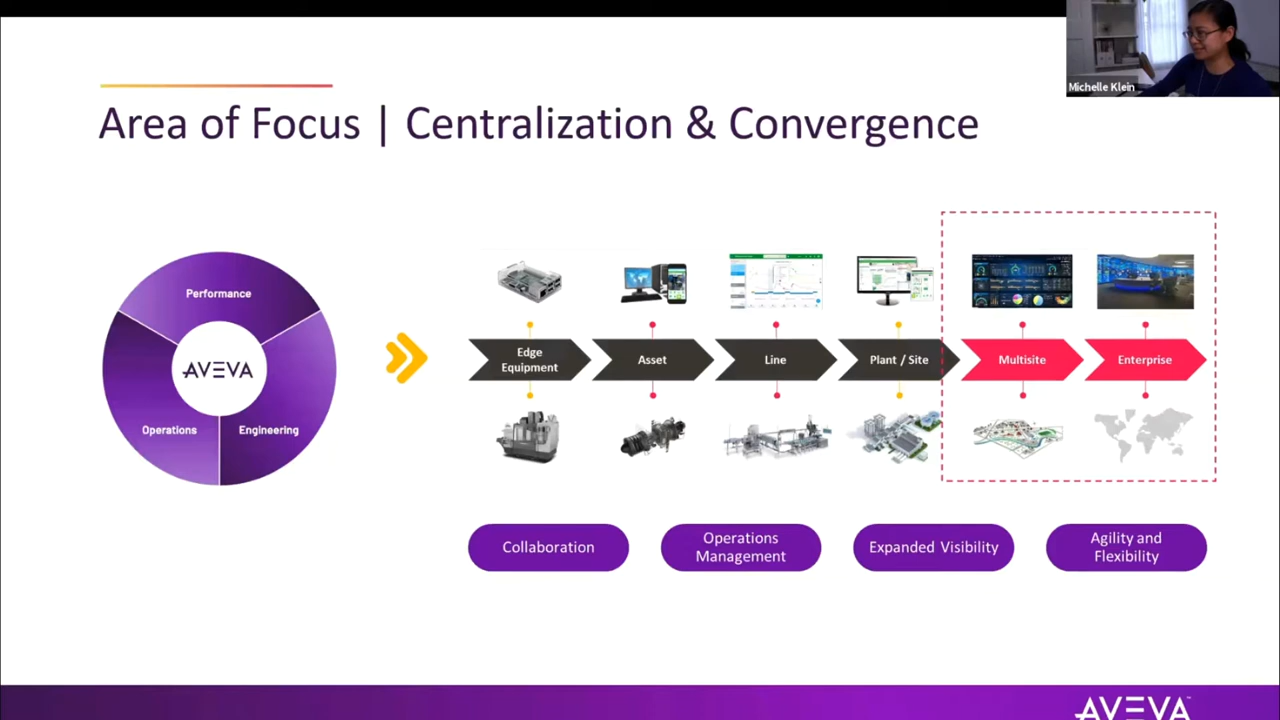 Michelle Klein
Area of Focus | Centralization & Convergence
Performance
AVEVA
Operations
Engineering
Edge
Equipment
Asset
Line
Plant / Site
Multisite
Enterprise
Collaboration
Operations
Management
Expanded Visibility
Agility and
Flexibility
AVEVA™